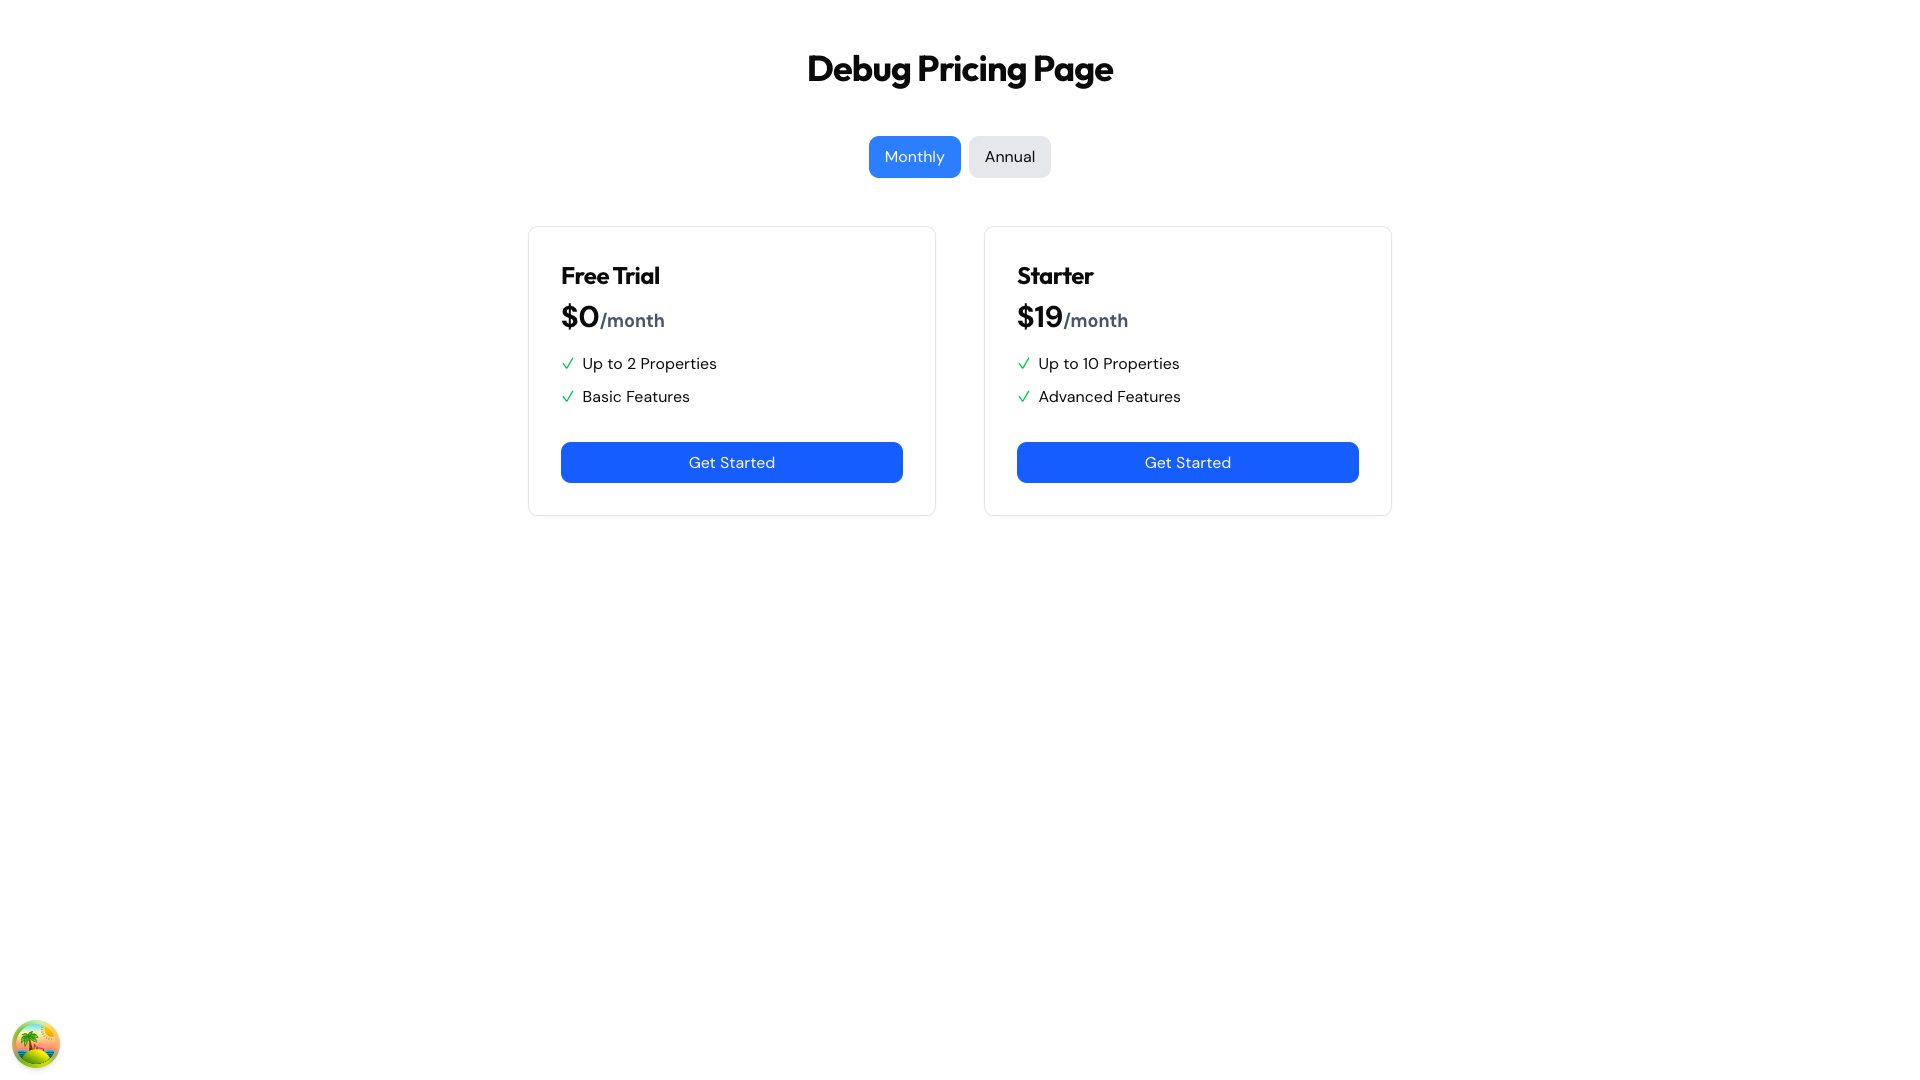 Debug Pricing Page
Monthly Annual
Free Trial
$0/month
Up to 2 Properties
Basic Features
Get Started
Starter
$19/month
Up to 10 Properties
Advanced Features
Get Started